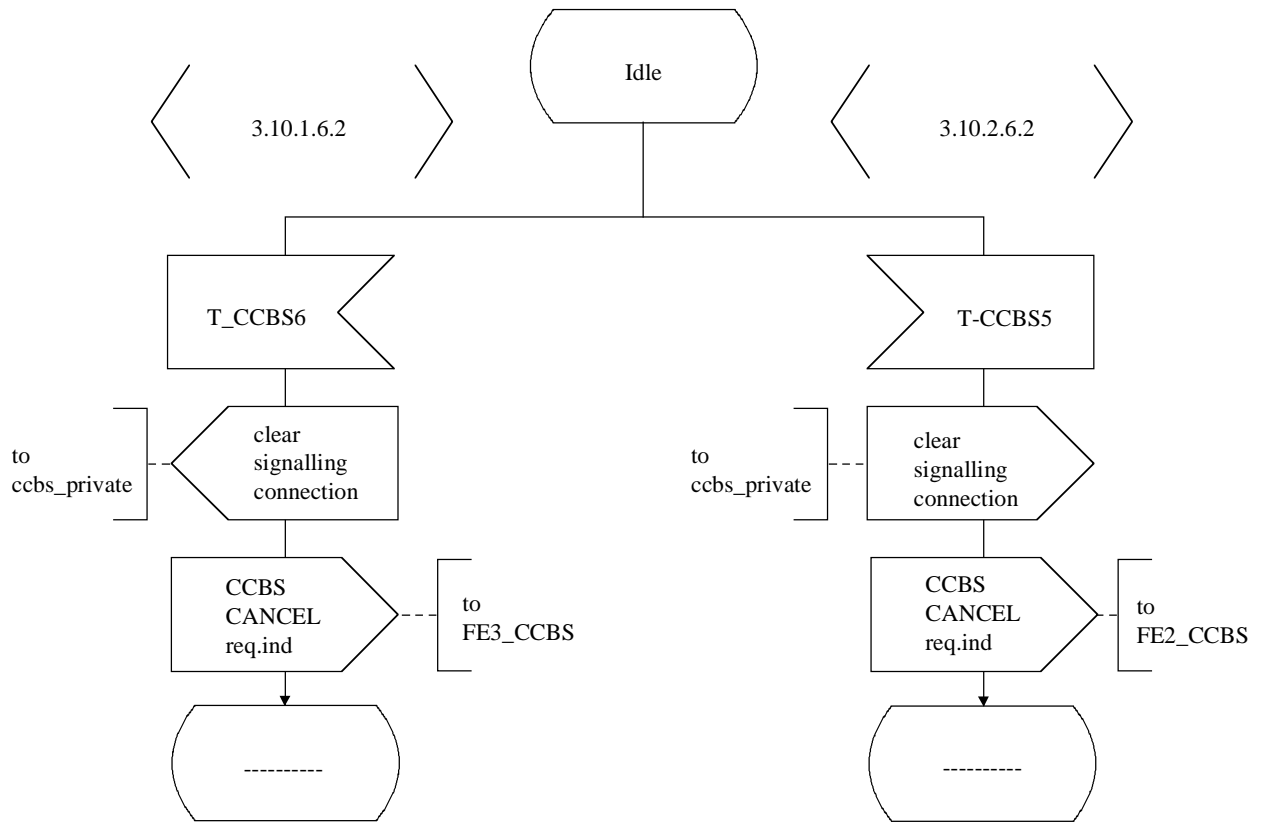 Idle
3.10.1.6.2
3.10.2.6.2
T_CCBS6
T-CCBS5
to
ccbs_private
clear
signalling
connection
to
ccbs_private
clear
signalling
connection
CCBS
CANCEL
req.ind
to
FE3_CCBS
CCBS
CANCEL
req.ind
to
FE2_CCBS
----------
----------